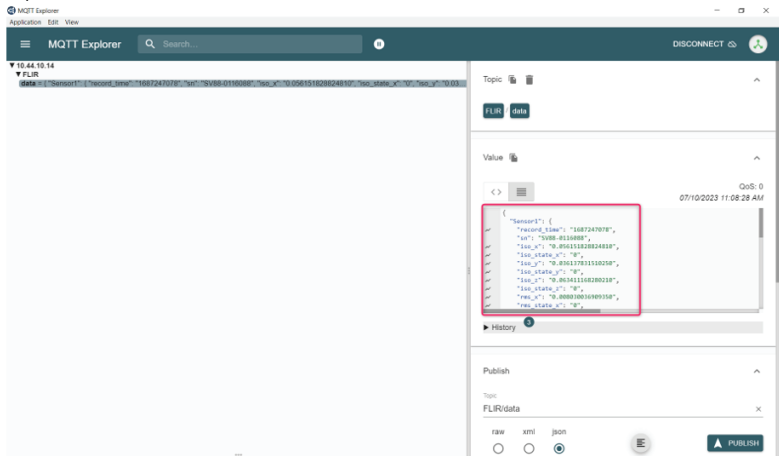 MQTT Explorer
Application Edit View
MQTT Explorer
Search...
DISCONNECT
▼ 10.44.10.14
▼ FLIR
data = { "Sensor1": { "record_time": "1687247078", "sn": "SV88-0116088", "iso_x": "0.056151828824810", "iso_state_x": "0", "iso_y": "0.03
Topic
FLIR / data
Value
QoS: 0
07/10/2023 11:08:28 AM
{
"Sensor1": {
"record_time": "1687247078",
"sn": "SV88-0116088",
"iso_x": "0.056151828824810",
"iso_state_x": "0",
"iso_y": "0.036137831510250",
"iso_state_y": "0",
"iso_z": "0.063411168280210",
"iso_state_z": "0",
"rms_x": "0.000030036909350",
"rms_state_x": "0",
▶ History 3
Publish
Topic
FLIR/data
raw xml json
PUBLISH